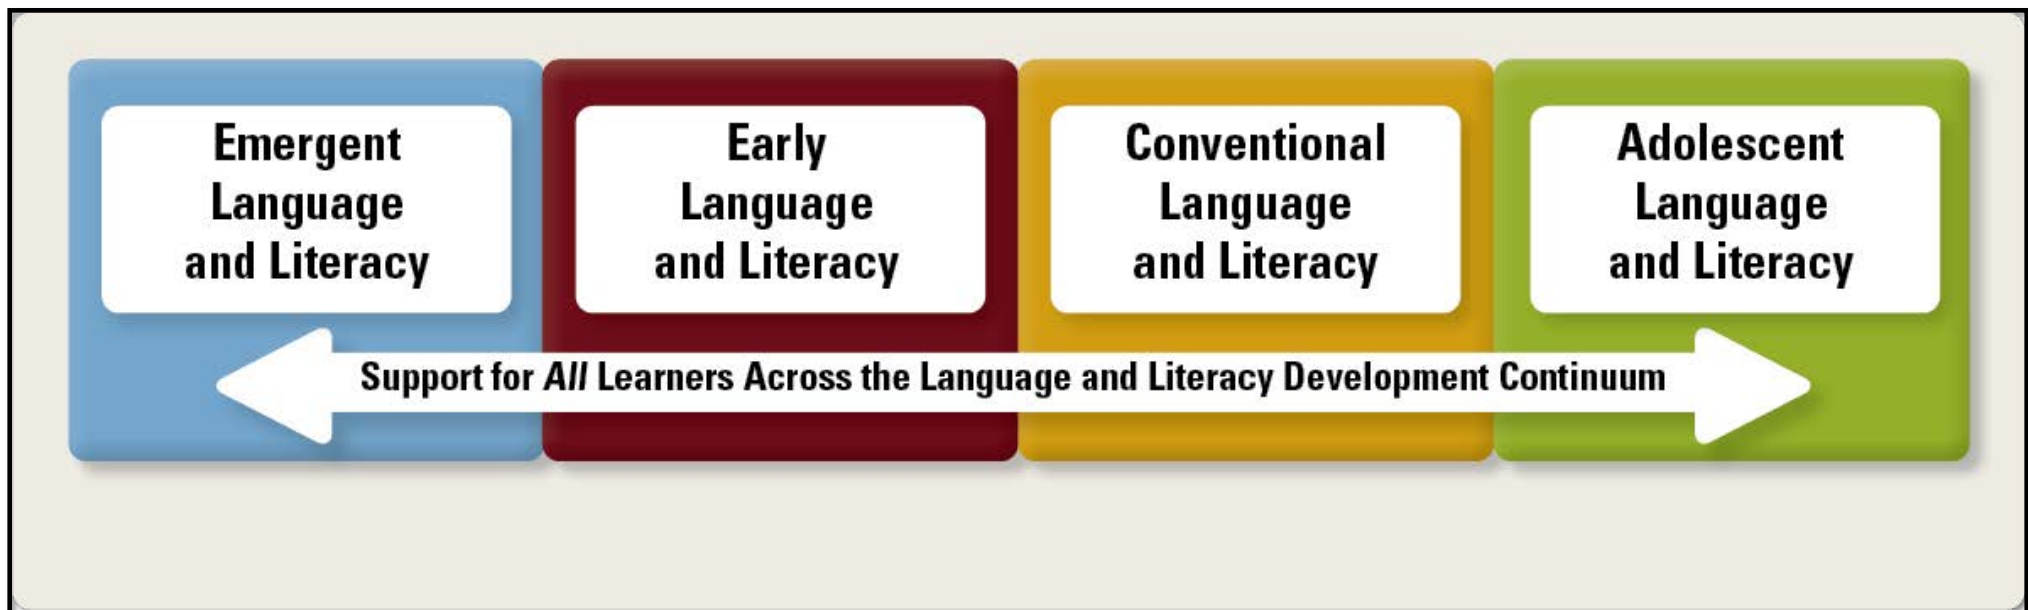 Emergent
Language
and Literacy
Early
Language
and Literacy
Conventional
Language
and Literacy
Adolescent
Language
and Literacy
Support for All Learners Across the Language and Literacy Development Continuum